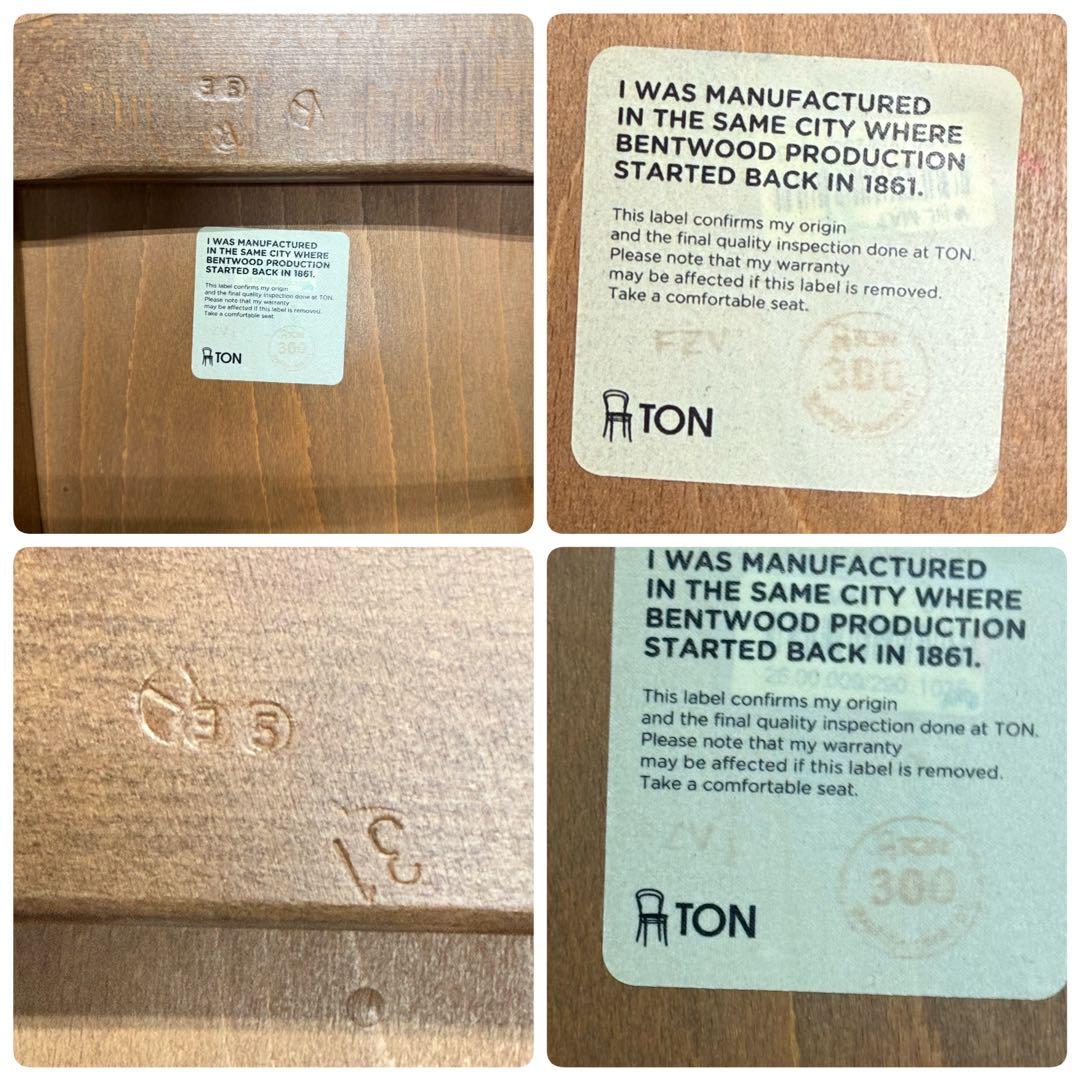 3 5
I WAS MANUFACTURED
IN THE SAME CITY WHERE
BENTWOOD PRODUCTION
STARTED BACK IN 1861.
This label confirms my origin
and the final quality inspection done at TON.
Please note that my warranty
may be affected if this label is removed.
Take a comfortable seat.
300
TON
I WAS MANUFACTURED
IN THE SAME CITY WHERE
BENTWOOD PRODUCTION
STARTED BACK IN 1861.
This label confirms my origin
and the final quality inspection done at TON.
Please note that my warranty
may be affected if this label is removed.
Take a comfortable seat.
300
TON
3 5
31
I WAS MANUFACTURED
IN THE SAME CITY WHERE
BENTWOOD PRODUCTION
STARTED BACK IN 1861.
This label confirms my origin
and the final quality inspection done at TON.
Please note that my warranty
may be affected if this label is removed.
Take a comfortable seat.
300
TON